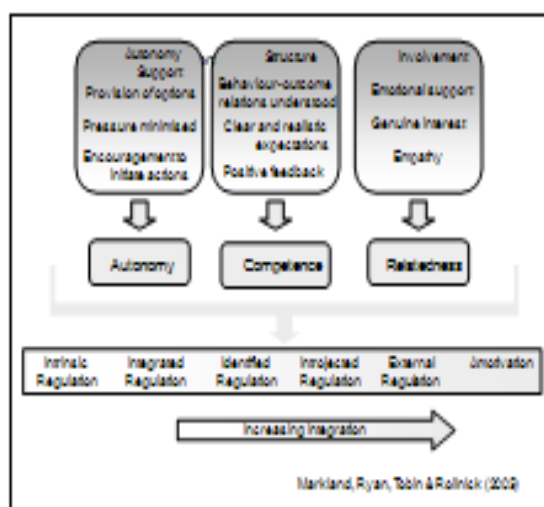 Autonomy
Support
Provision of options
Pressure minimised
Encouragement to
initiate actions
Structure
Behaviour-outcome
relations understood
Clear and realistic
expectations
Positive feedback
Involvement
Emotional support
Genuine interest
Empathy
Autonomy
Competence
Relatedness
Intrinsic
Regulation
Integrated
Regulation
Identified
Regulation
Introjected
Regulation
External
Regulation
Amotivation
Increasing Integration
Markland, Ryan, Tobin & Rollnick